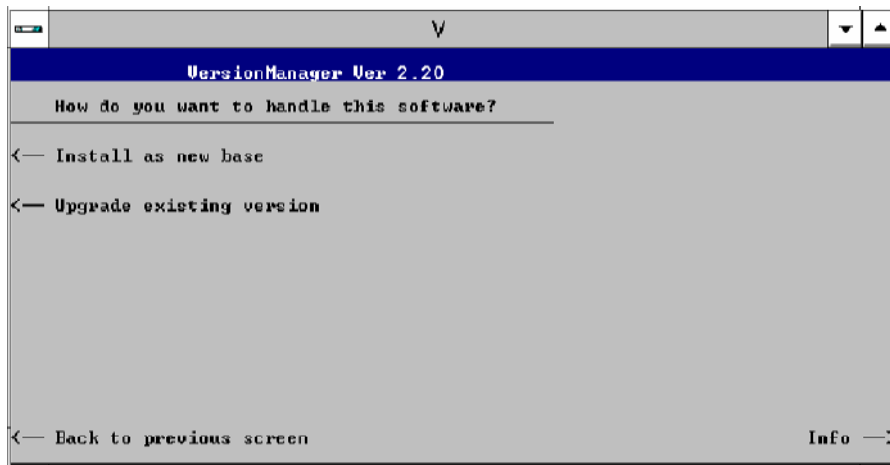 V
VersionManager Ver 2.20
How do you want to handle this software?
<— Install as new base
<— Upgrade existing version
<— Back to previous screen
Info —>